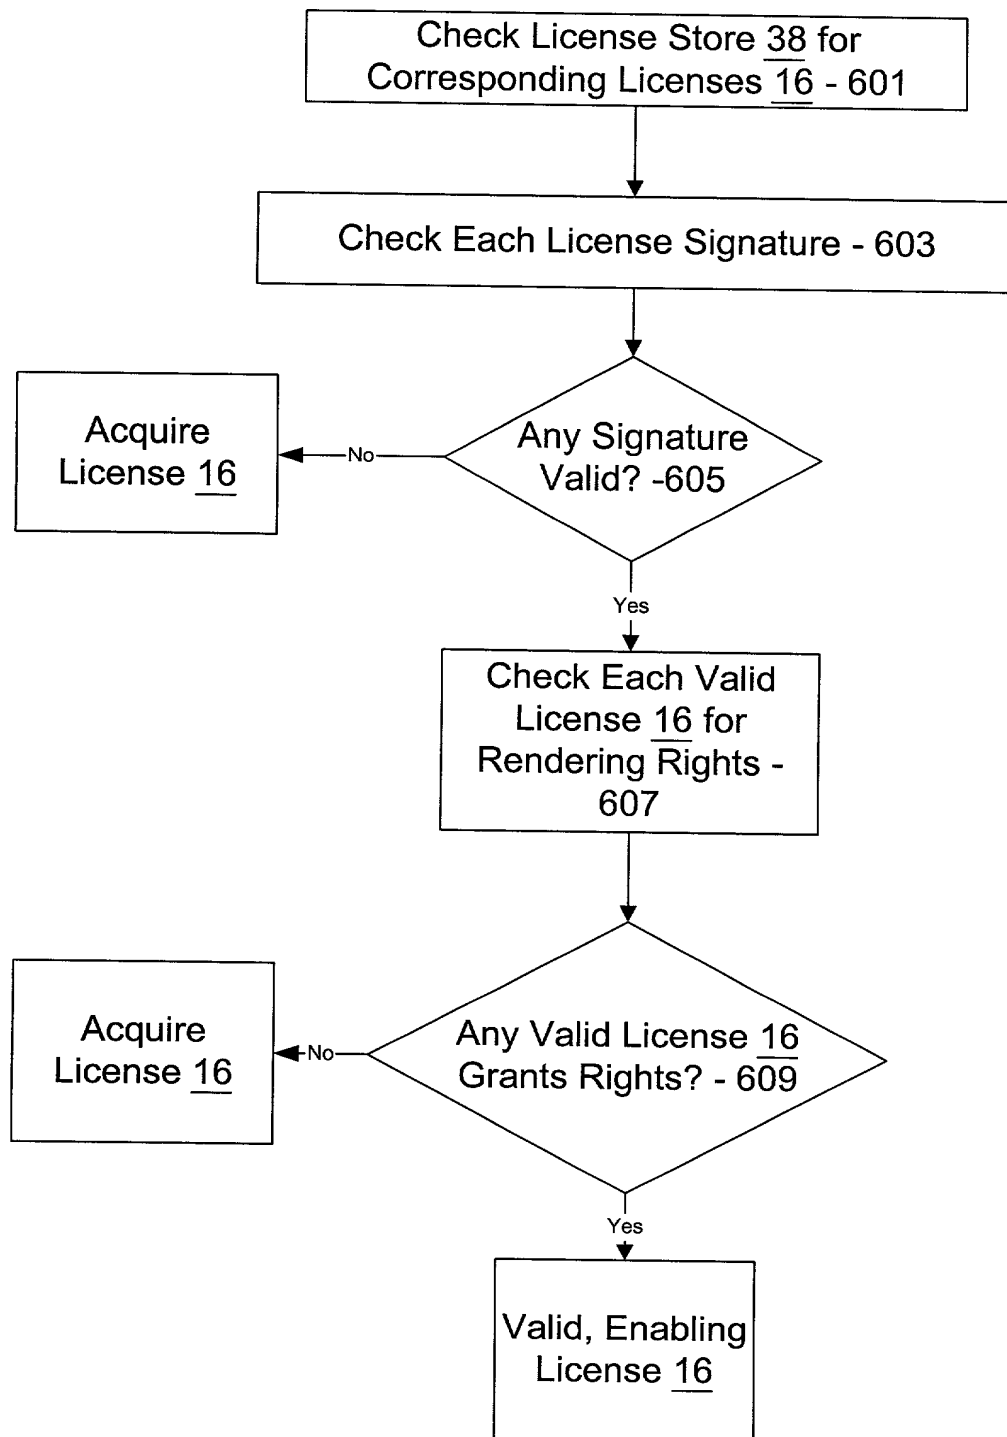 Check License Store 38 for
Corresponding Licenses 16 - 601
Check Each License Signature - 603
Any Signature
Valid? -605
No
Acquire
License 16
Yes
Check Each Valid
License 16 for
Rendering Rights -
607
Any Valid License 16
Grants Rights? - 609
No
Acquire
License 16
Yes
Valid, Enabling
License 16